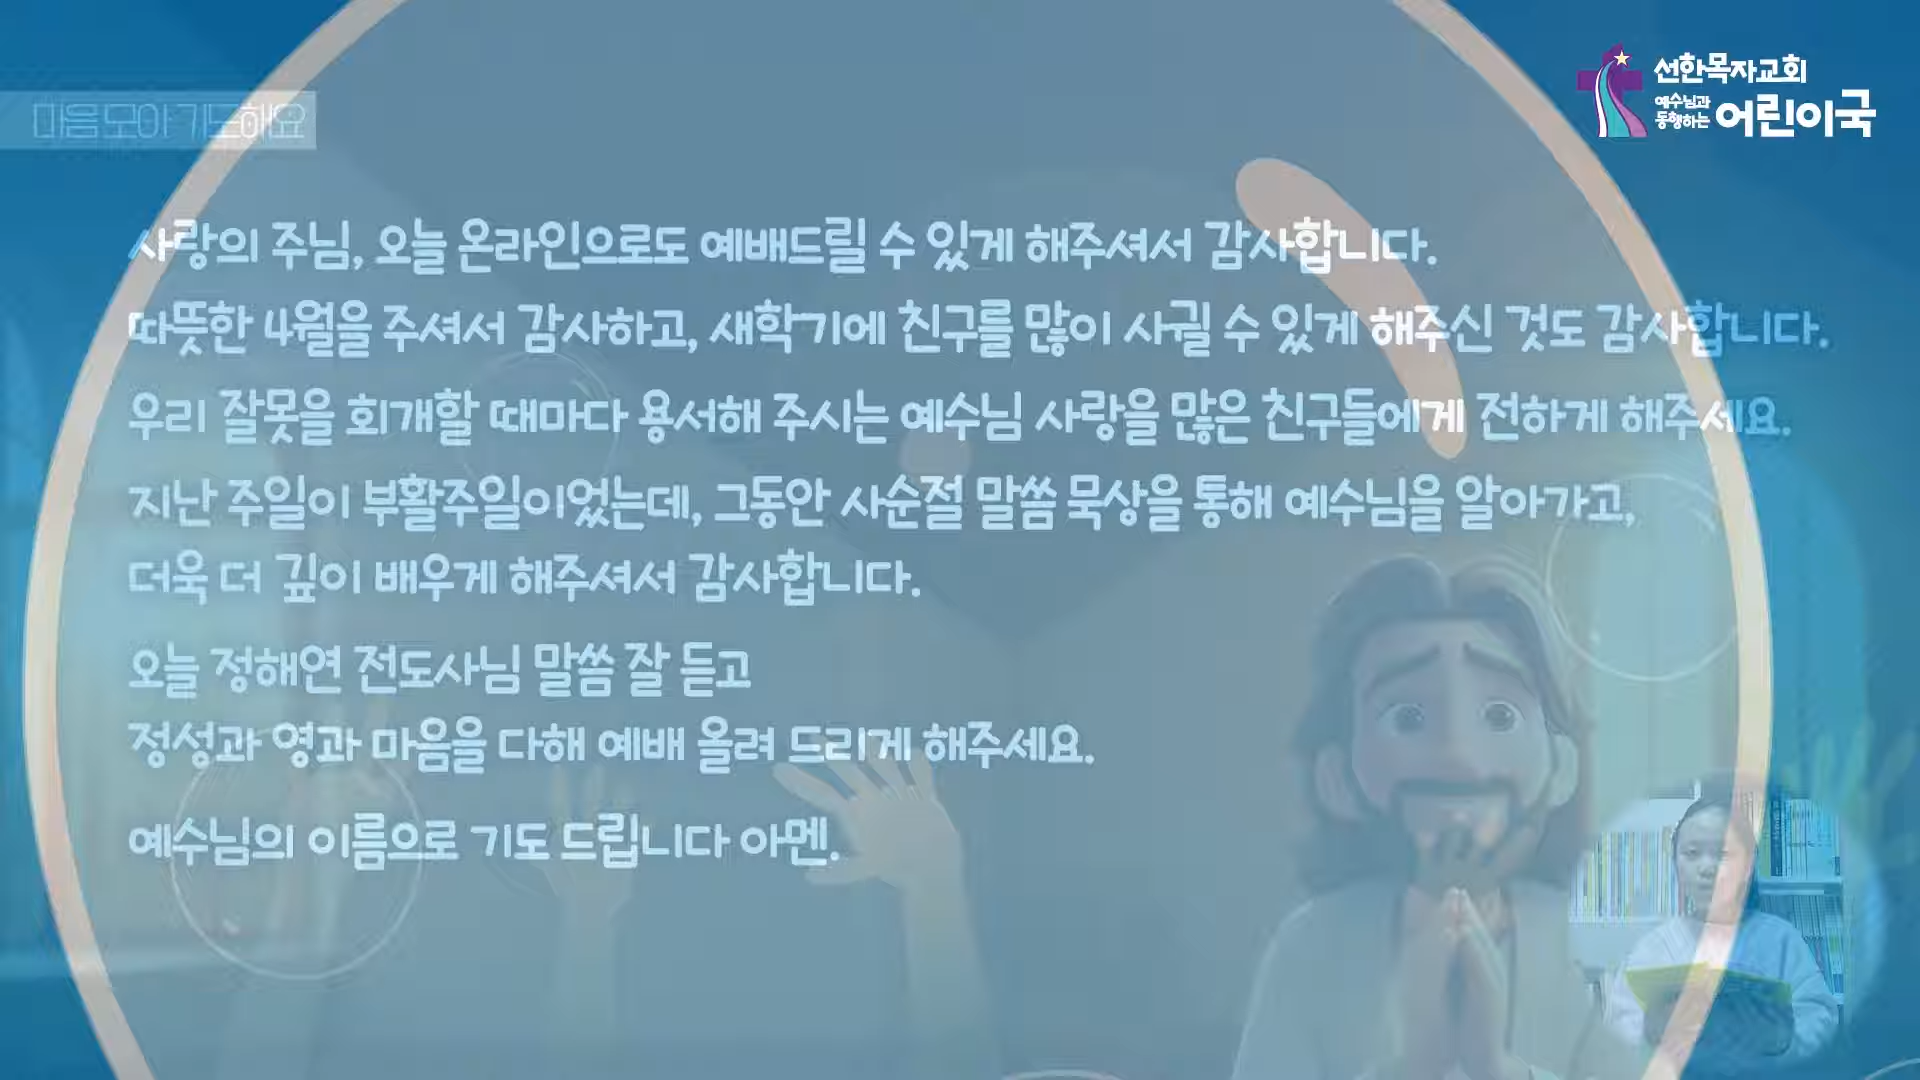 마음 모아 기도해요
선한목자교회
예수님과
동행하는 어린이국
사랑의 주님, 오늘 온라인으로도 예배드릴 수 있게 해주셔서 감사합니다.
따뜻한 4월을 주셔서 감사하고, 새학기에 친구를 많이 사귈 수 있게 해주신 것도 감사합니다.
우리 잘못을 회개할 때마다 용서해 주시는 예수님 사랑을 많은 친구들에게 전하게 해주세요.
지난 주일이 부활주일이었는데, 그동안 사순절 말씀 묵상을 통해 예수님을 알아가고,
더욱 더 깊이 배우게 해주셔서 감사합니다.
오늘 정해연 전도사님 말씀 잘 듣고
정성과 영과 마음을 다해 예배 올려 드리게 해주세요.
예수님의 이름으로 기도 드립니다 아멘.